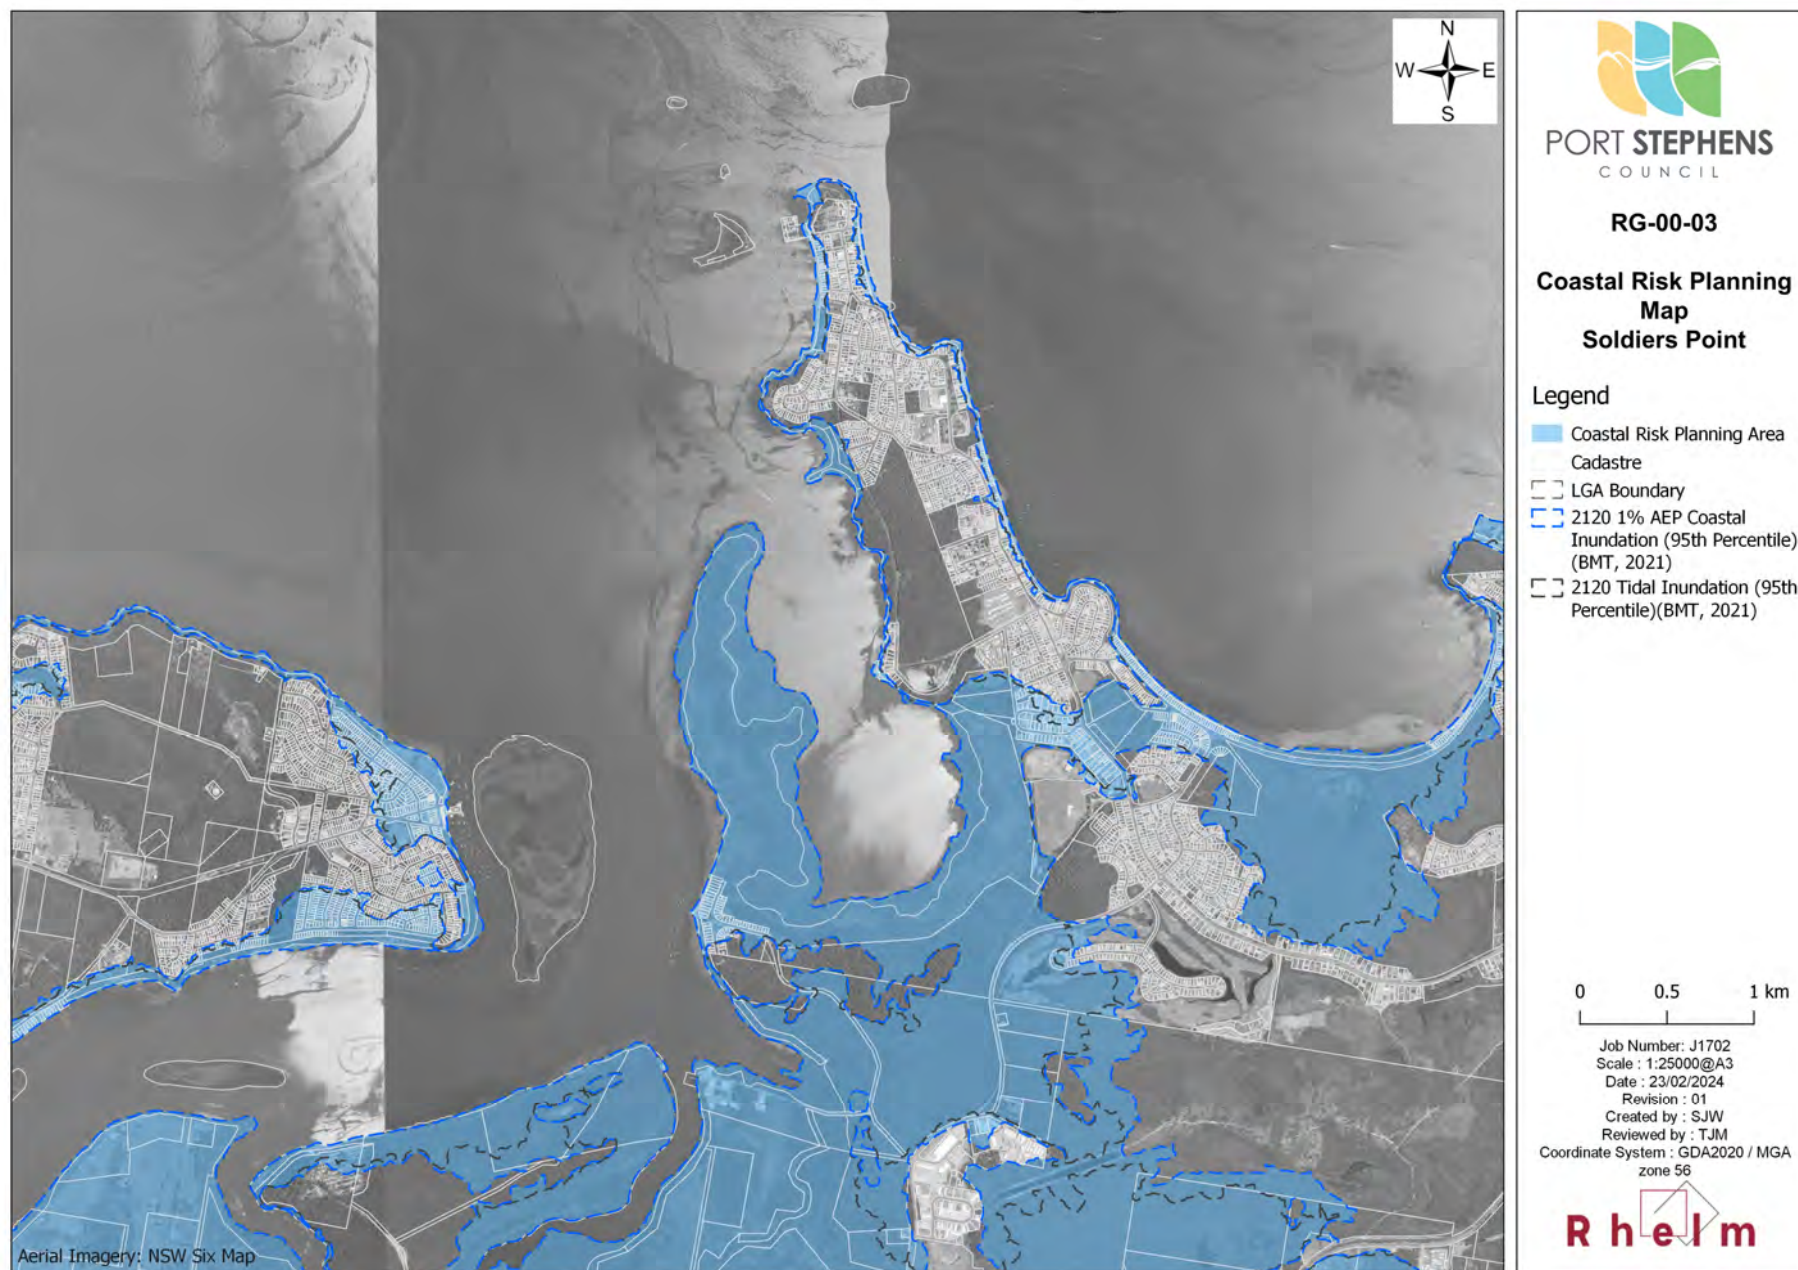 N
W E
S
Aerial Imagery: NSW Six Map
PORT STEPHENS
COUNCIL
RG-00-03
Coastal Risk Planning
Map
Soldiers Point
Legend
Coastal Risk Planning Area
Cadastre
LGA Boundary
2120 1% AEP Coastal
Inundation (95th Percentile)
(BMT, 2021)
2120 Tidal Inundation (95th
Percentile)(BMT, 2021)
0 0.5 1 km
Job Number: J1702
Scale : 1:25000@A3
Date : 23/02/2024
Revision : 01
Created by : SJW
Reviewed by : TJM
Coordinate System : GDA2020 / MGA
zone 56
Rhelm